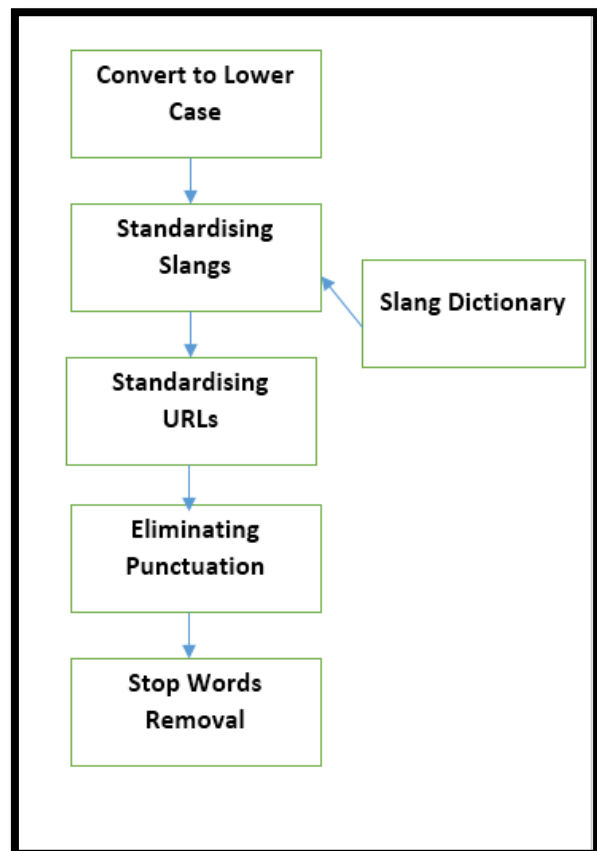 Convert to Lower
Case
Standardising
Slangs
Slang Dictionary
Standardising
URLs
Eliminating
Punctuation
Stop Words
Removal